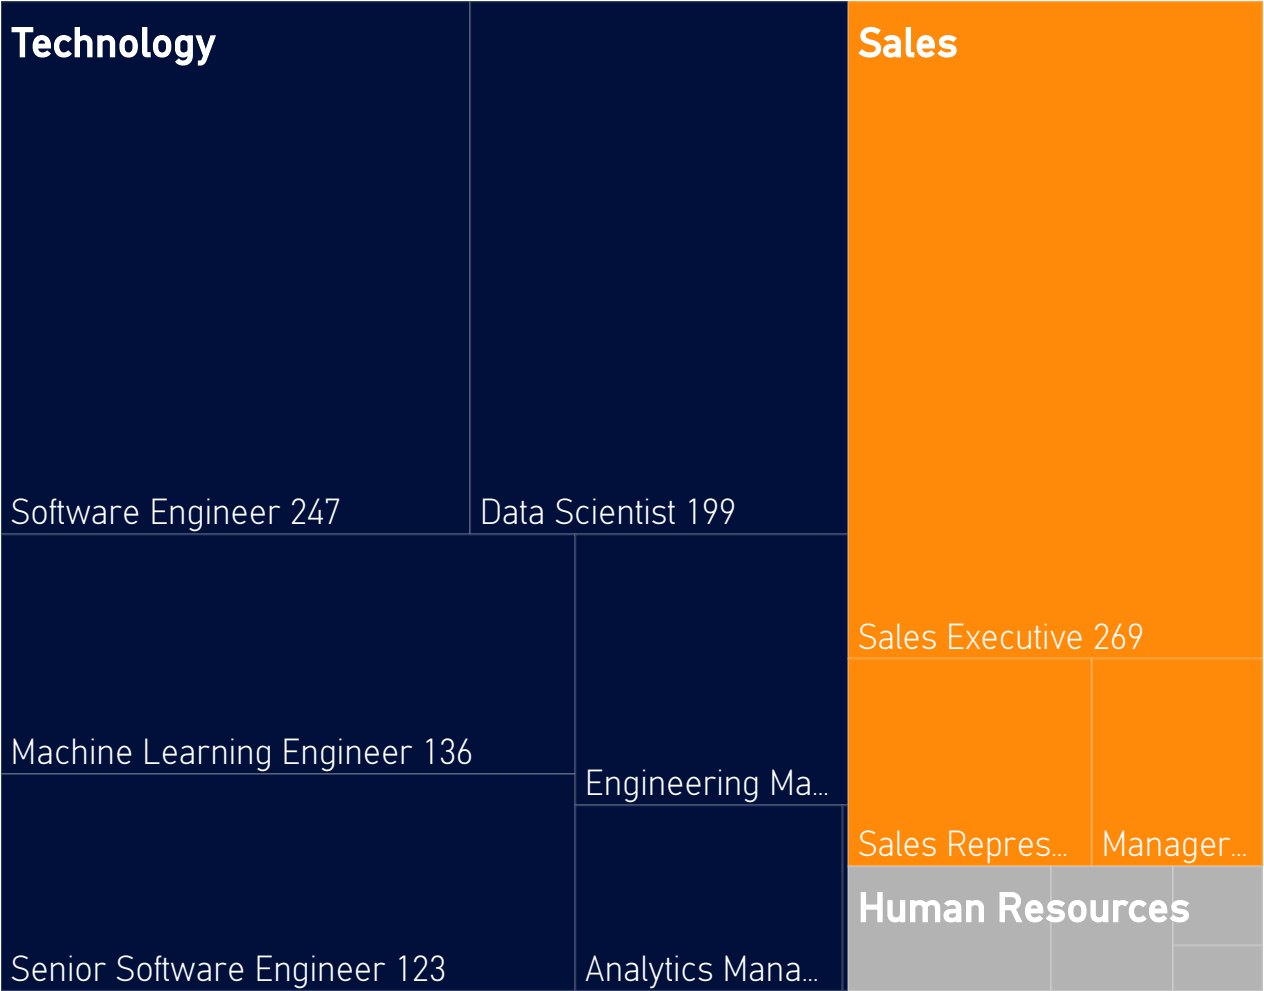 Technology
Sales
Software Engineer 247
Data Scientist 199
Sales Executive 269
Machine Learning Engineer 136
Engineering Ma...
Sales Repres...
Manager...
Human Resources
Senior Software Engineer 123
Analytics Mana...